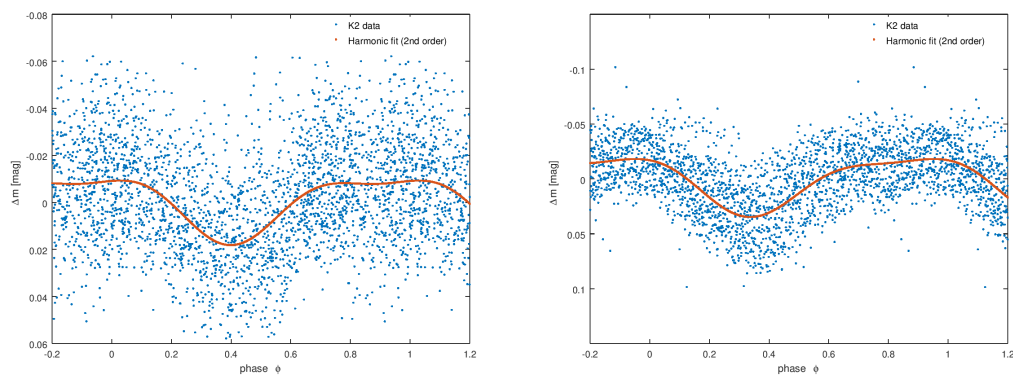 -0.08
-0.06
-0.04
-0.02
0
0.02
0.04
0.06
Δm [mag]
-0.2 0 0.2 0.4 0.6 0.8 1 1.2
phase ϕ
K2 data
Harmonic fit (2nd order)
-0.1
-0.05
0
0.05
0.1
Δm [mag]
-0.2 0 0.2 0.4 0.6 0.8 1 1.2
phase ϕ
K2 data
Harmonic fit (2nd order)